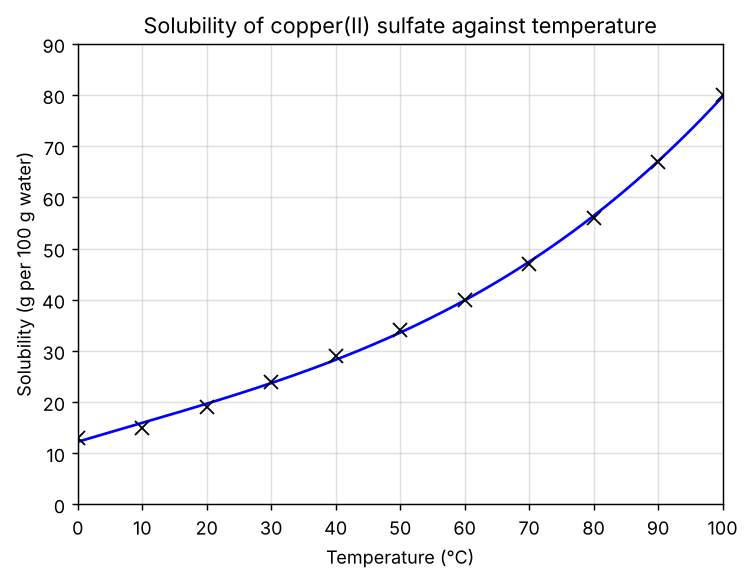 Solubility of copper(II) sulfate against temperature
90
80
70
60
50
40
30
20
10
0
Solubility (g per 100 g water)
0 10 20 30 40 50 60 70 80 90 100
Temperature (°C)